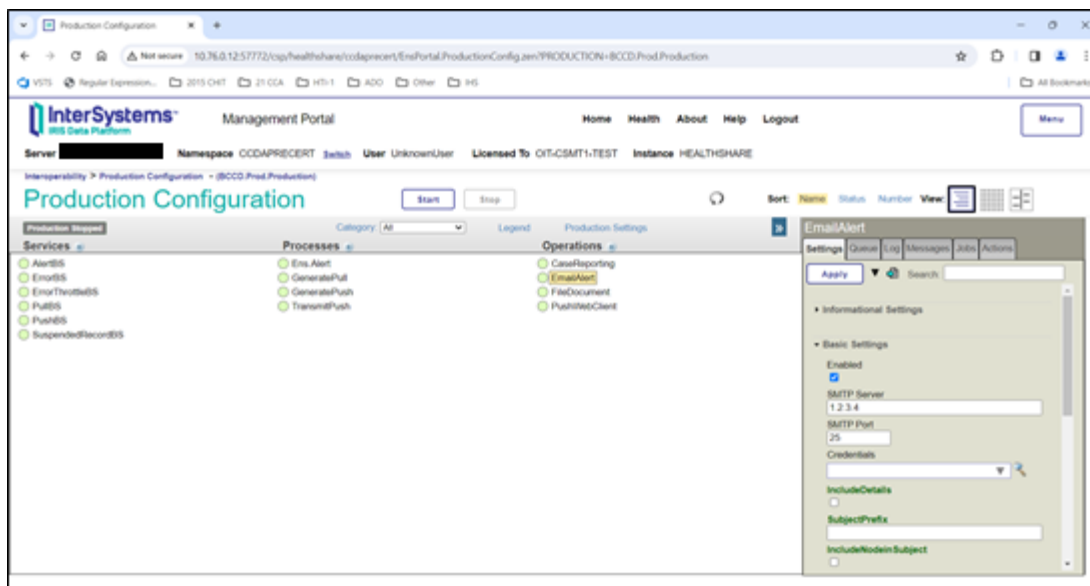 Production Configuration
Not secure 10.76.0.12:57772/csp/healthshare/ccdaprecert/EnsPortal.ProductionConfig.zen?PRODUCTION=BCCD.Prod.Production
VSTS Regular Expression... 2015 CHIT 21 CCA HTI-1 ADD Other IHS All Bookmarks
InterSystems™ Management Portal Home Health About Help Logout Menu
IRIS Data Platform
Server Namespace CCDAPRECERT Switch User UnknownUser Licensed To OIT-CSMT1-TEST Instance HEALTHSHARE
Interoperability > Production Configuration - (BCCD.Prod.Production)
Production Configuration Start Stop Sort: Name Status Number View:
Production Stopped Category: All Legend Production Settings » EmailAlert
Services Processes Operations Settings Queue Log Messages Jobs Actions
AlertBS Ens.Alert CaseReporting
ErrorBS GeneratePull EmailAlert Apply Search:
ErrorThrottleBS GeneratePush FileDocument
PullBS TransmitPush PushWebClient
PushBS Informational Settings
SuspendedRecordBS
Basic Settings
Enabled
SMTP Server
1.2.3.4
SMTP Port
25
Credentials
IncludeDetails
SubjectPrefix
IncludeNodeinSubject